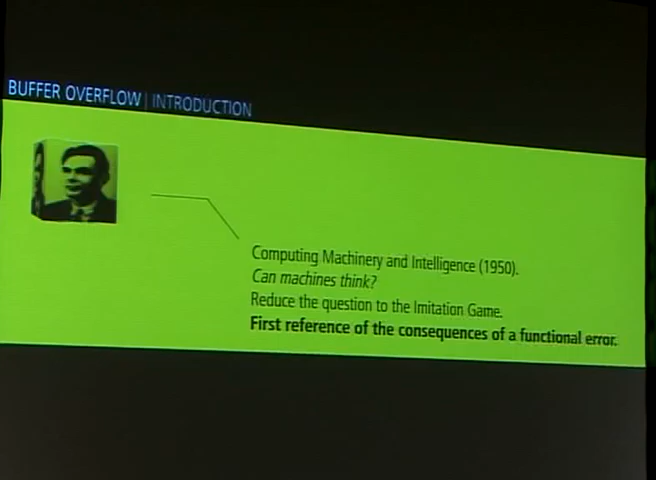 BUFFER OVERFLOW | INTRODUCTION
Computing Machinery and Intelligence (1950).
Can machines think?
Reduce the question to the Imitation Game.
First reference of the consequences of a functional error.